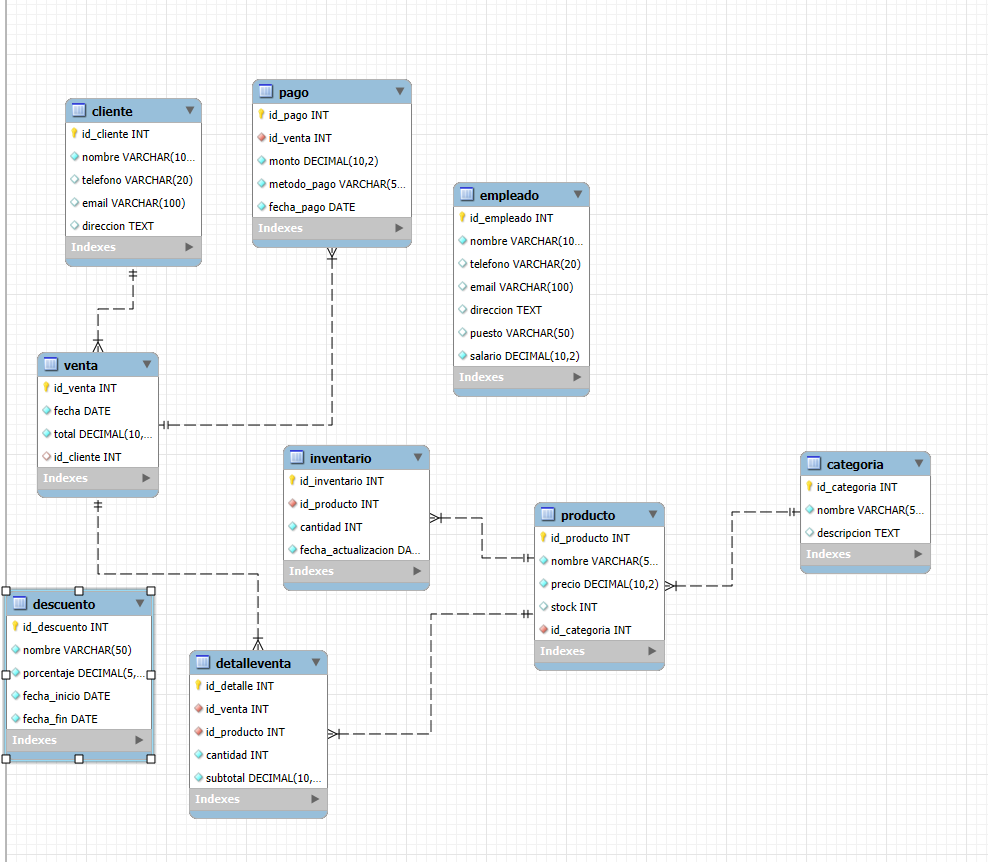 cliente
id_cliente INT
nombre VARCHAR(10...
telefono VARCHAR(20)
email VARCHAR(100)
direccion TEXT
Indexes
pago
id_pago INT
id_venta INT
monto DECIMAL(10,2)
metodo_pago VARCHAR(5...
fecha_pago DATE
Indexes
empleado
id_empleado INT
nombre VARCHAR(10...
telefono VARCHAR(20)
email VARCHAR(100)
direccion TEXT
puesto VARCHAR(50)
salario DECIMAL(10,2)
Indexes
venta
id_venta INT
fecha DATE
total DECIMAL(10,...
id_cliente INT
Indexes
inventario
id_inventario INT
id_producto INT
cantidad INT
fecha_actualizacion DA...
Indexes
producto
id_producto INT
nombre VARCHAR(5...
precio DECIMAL(10,2)
stock INT
id_categoria INT
Indexes
categoria
id_categoria INT
nombre VARCHAR(5...
descripcion TEXT
Indexes
descuento
id_descuento INT
nombre VARCHAR(50)
porcentaje DECIMAL(5,...
fecha_inicio DATE
fecha_fin DATE
Indexes
detalleventa
id_detalle INT
id_venta INT
id_producto INT
cantidad INT
subtotal DECIMAL(10,...
Indexes